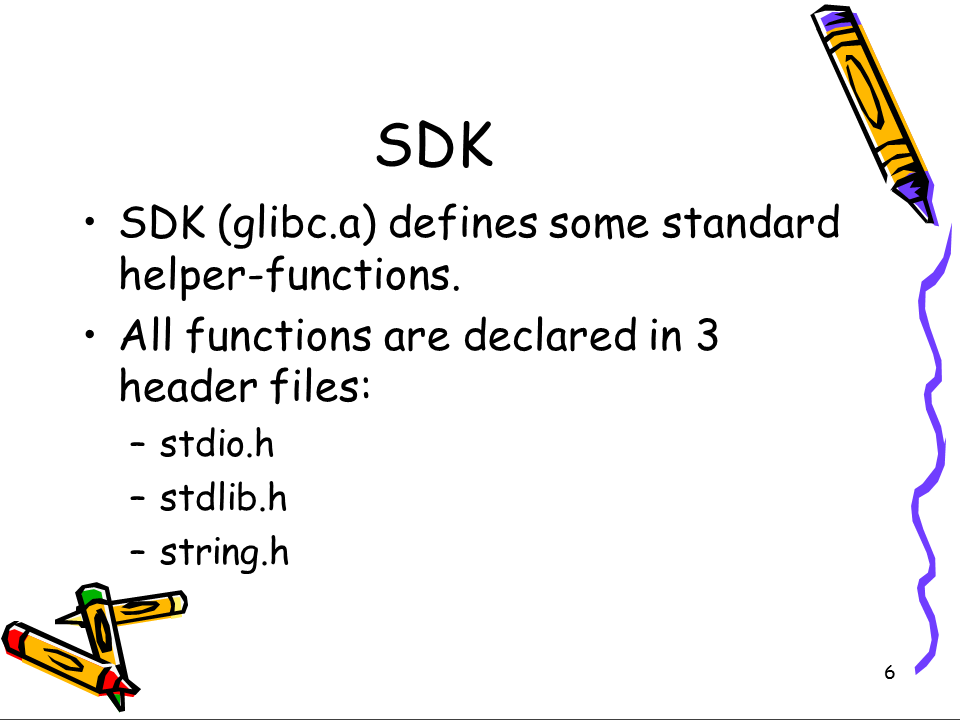 SDK
• SDK (glibc.a) defines some standard
helper-functions.
• All functions are declared in 3
header files:
– stdio.h
– stdlib.h
– string.h
6